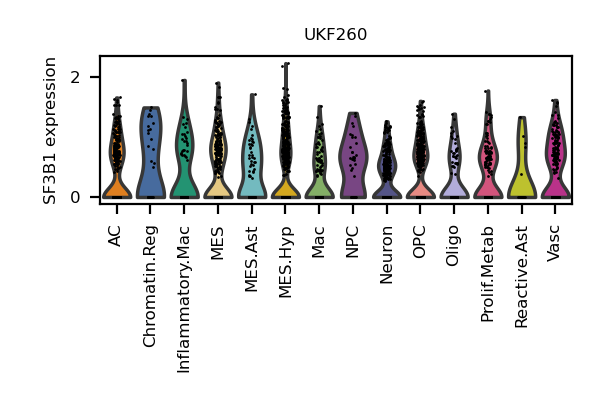 UKF260
SF3B1 expression
2
0
AC
Chromatin.Reg
Inflammatory.Mac
MES
MES.Ast
MES.Hyp
Mac
NPC
Neuron
OPC
Oligo
Prolif.Metab
Reactive.Ast
Vasc